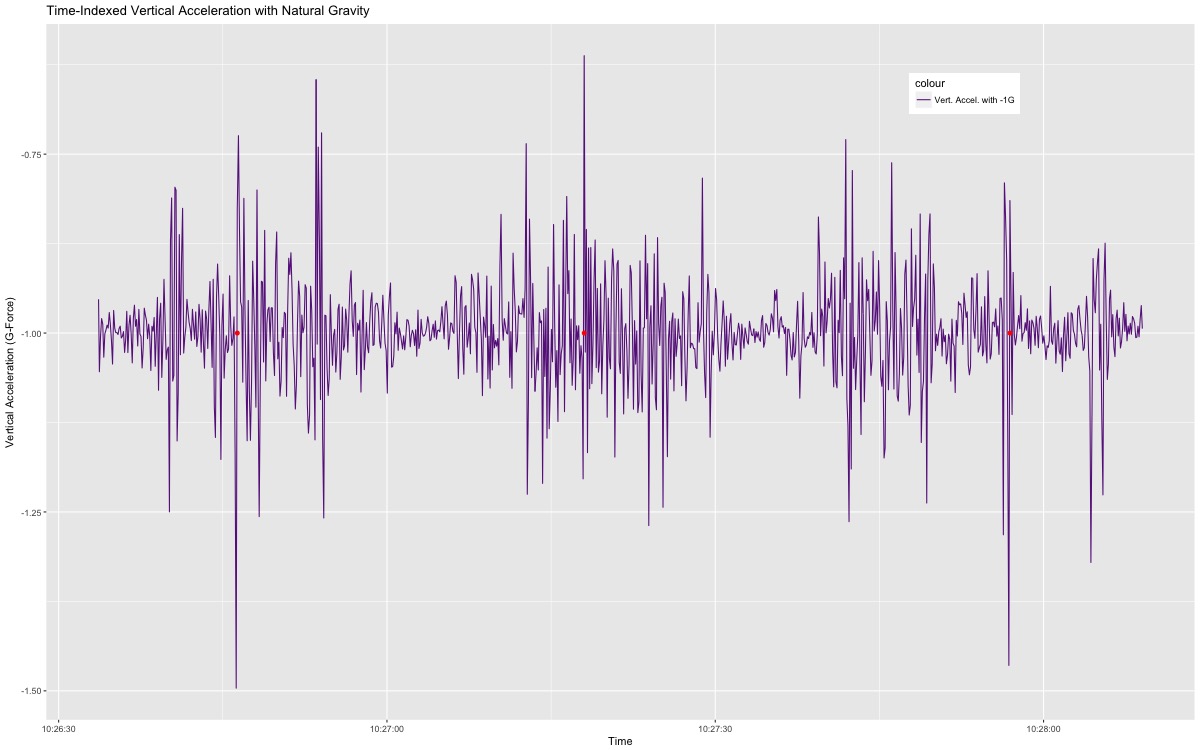 Time-Indexed Vertical Acceleration with Natural Gravity
colour
Vert. Accel. with -1G
-0.75
-1.00
-1.25
-1.50
Vertical Acceleration (G-Force)
10:26:30
10:27:00
10:27:30
10:28:00
Time